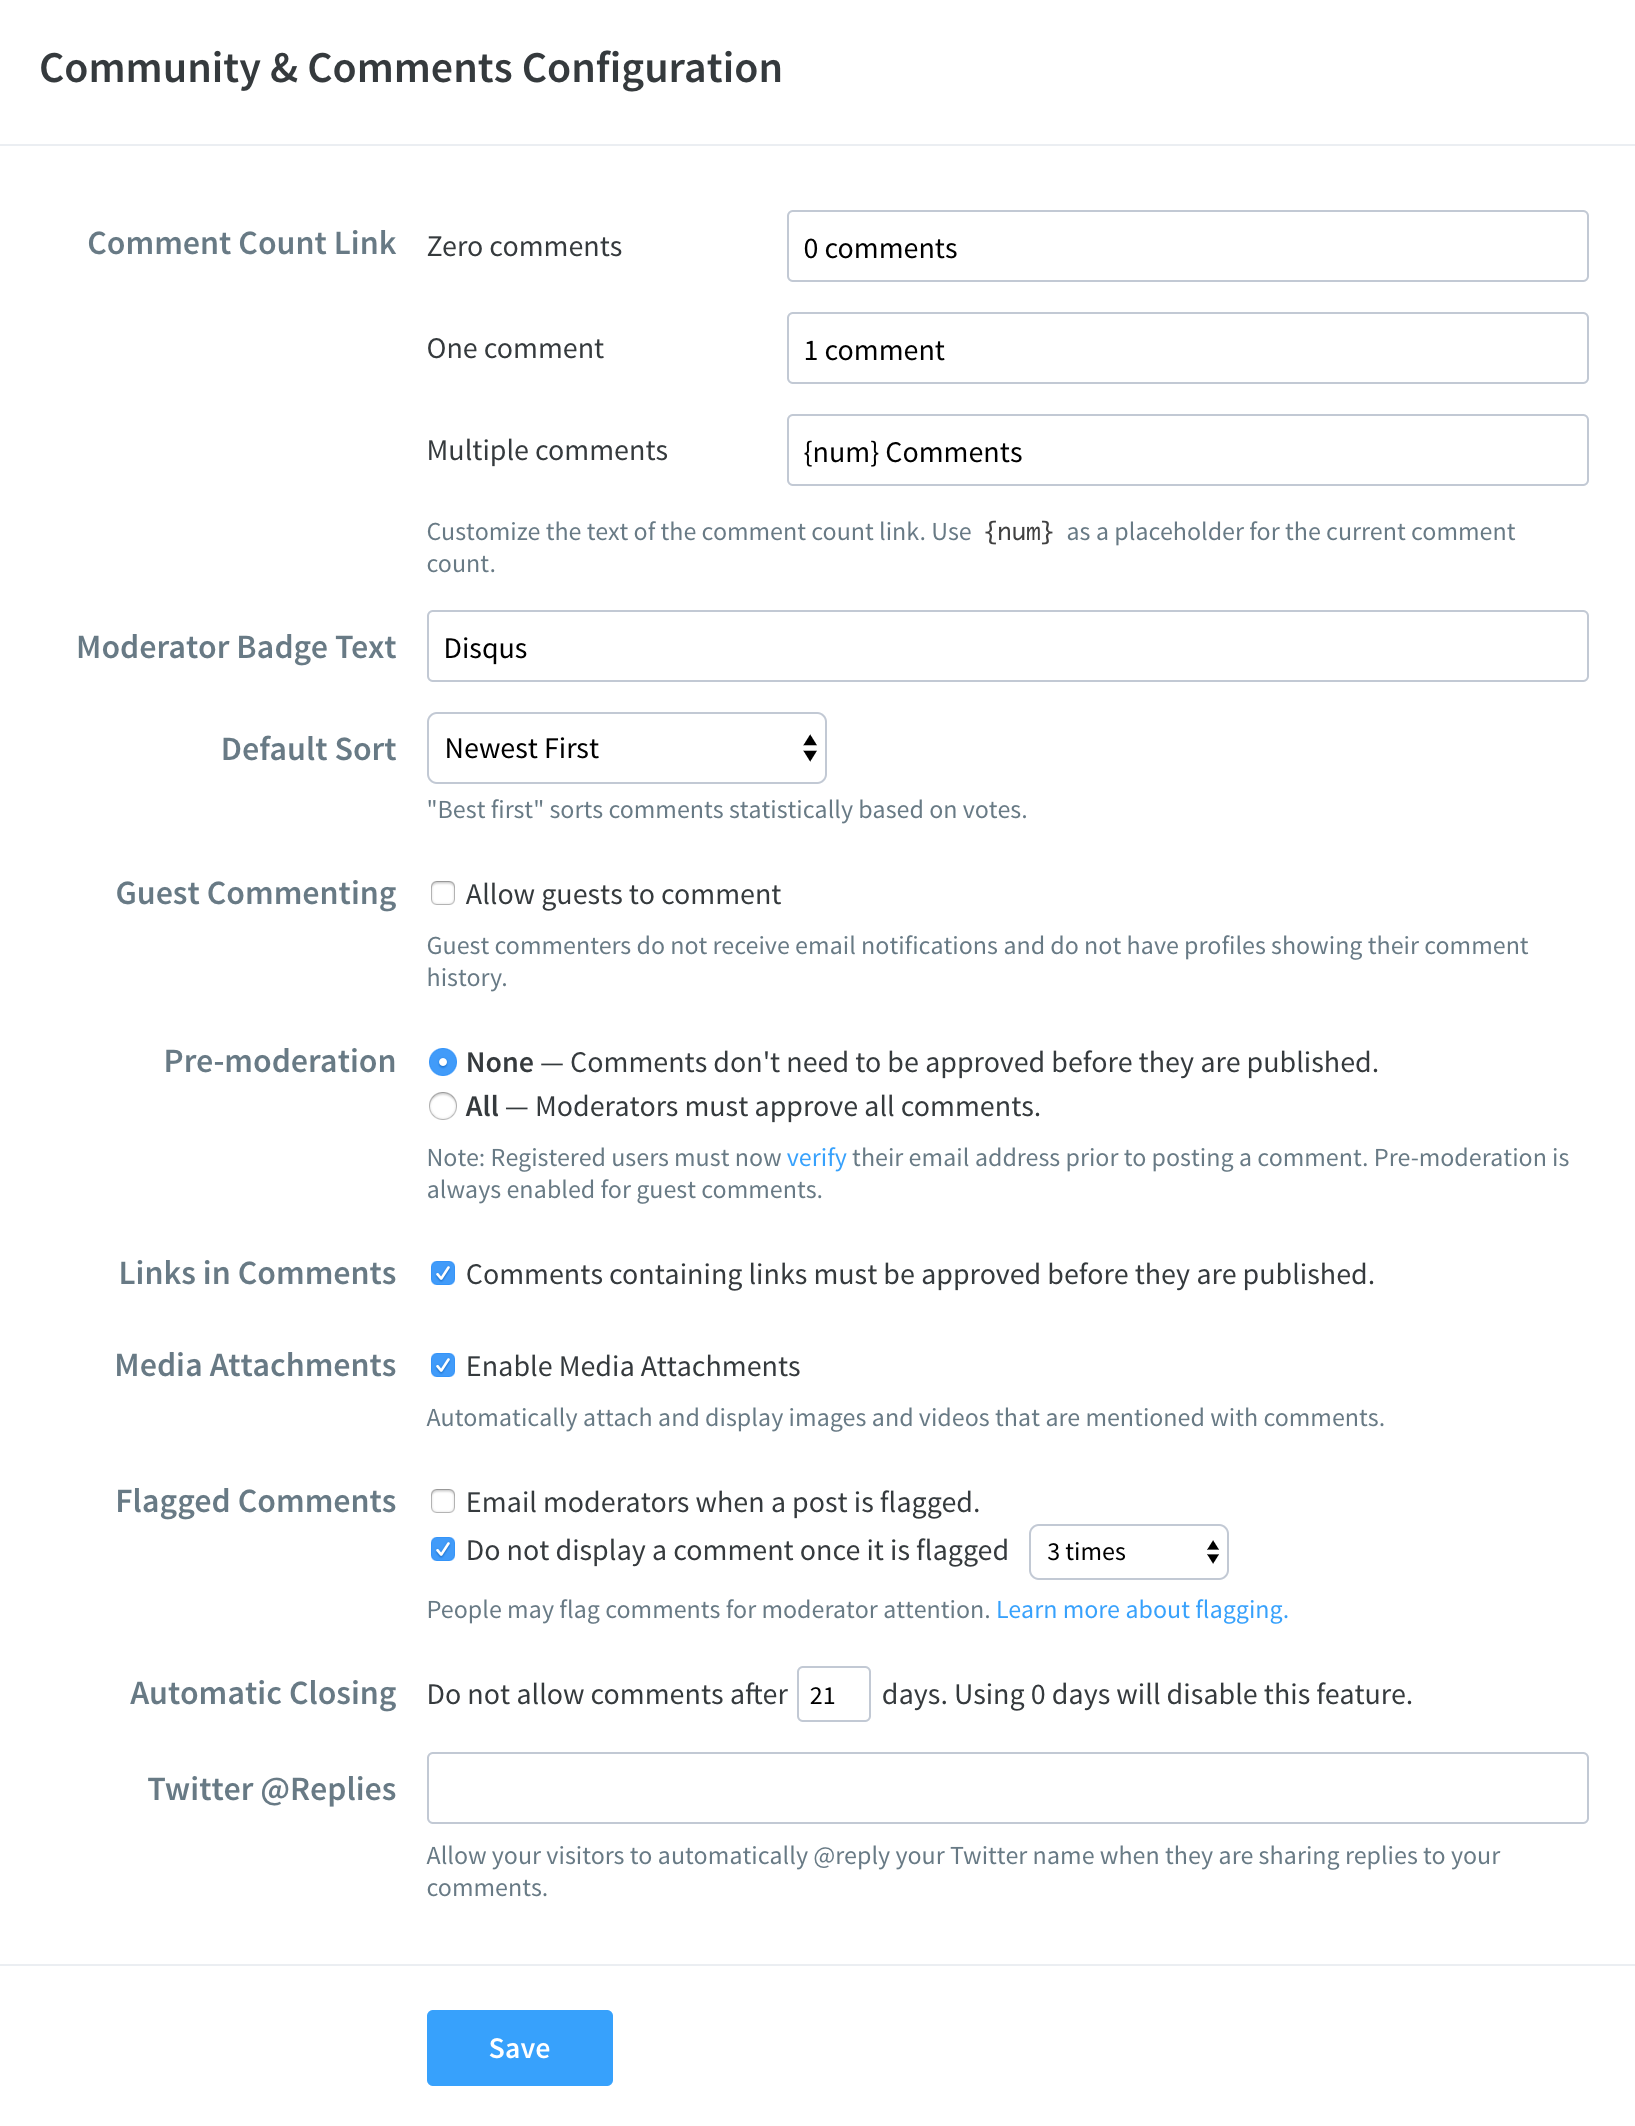 Community & Comments Configuration
Comment Count Link
Zero comments
0 comments
One comment
1 comment
Multiple comments
{num} Comments
Customize the text of the comment count link. Use {num} as a placeholder for the current comment
count.
Moderator Badge Text
Disqus
Default Sort
Newest First
"Best first" sorts comments statistically based on votes.
Guest Commenting
Allow guests to comment
Guest commenters do not receive email notifications and do not have profiles showing their comment
history.
Pre-moderation
None — Comments don't need to be approved before they are published.
All — Moderators must approve all comments.
Note: Registered users must now verify their email address prior to posting a comment. Pre-moderation is
always enabled for guest comments.
Links in Comments
Comments containing links must be approved before they are published.
Media Attachments
Enable Media Attachments
Automatically attach and display images and videos that are mentioned with comments.
Flagged Comments
Email moderators when a post is flagged.
Do not display a comment once it is flagged 3 times
People may flag comments for moderator attention. Learn more about flagging.
Automatic Closing
Do not allow comments after 21 days. Using 0 days will disable this feature.
Twitter @Replies
Allow your visitors to automatically @reply your Twitter name when they are sharing replies to your
comments.
Save